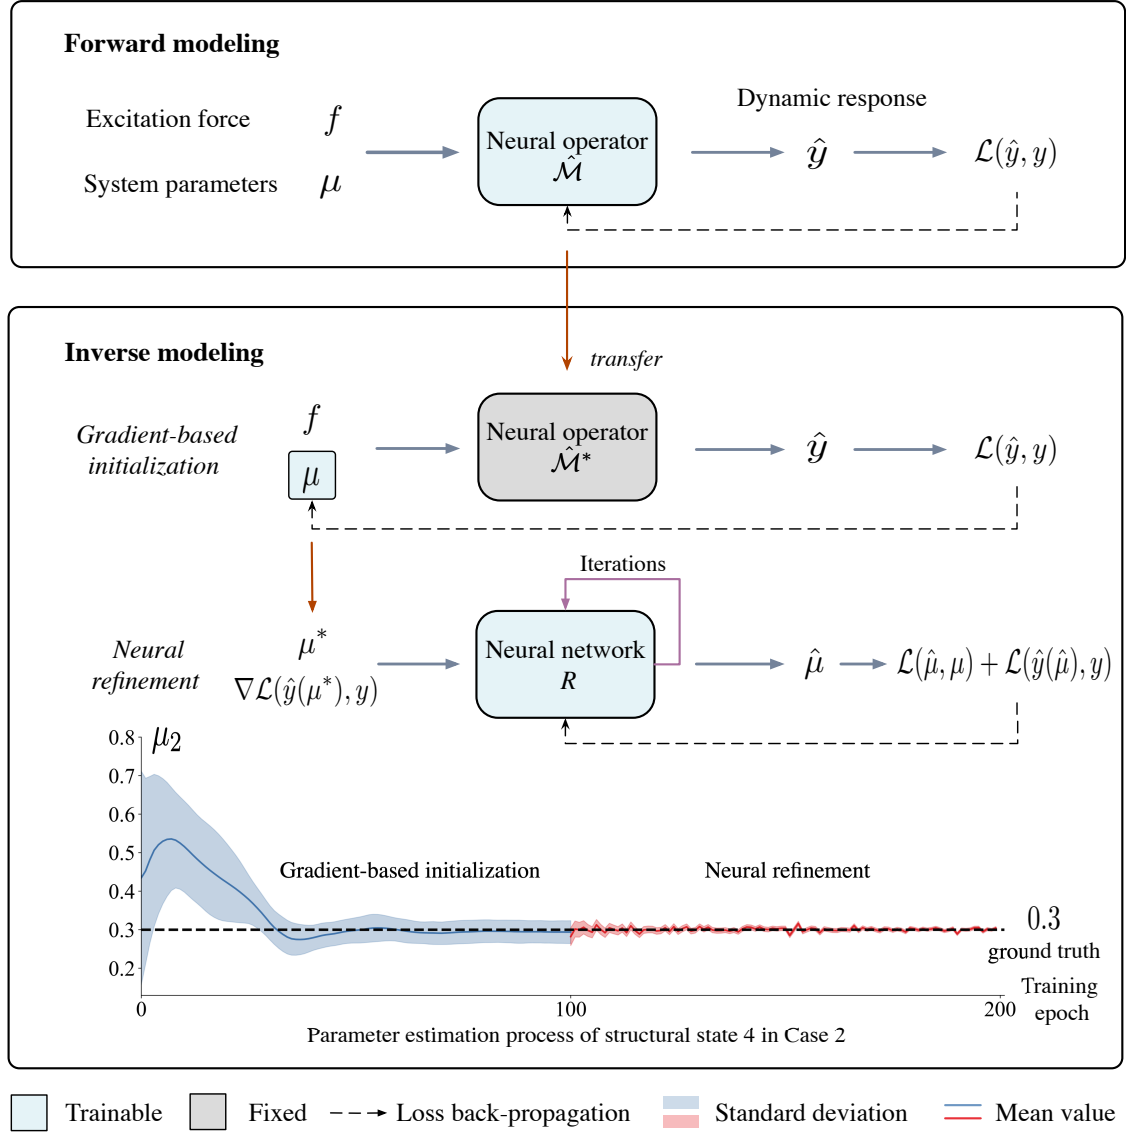 Forward modeling
Excitation force f
System parameters μ
Neural operator
ℳ̂
Dynamic response
ŷ
ℒ(ŷ, y)
Inverse modeling
transfer
Gradient-based
initialization
f
μ
Neural operator
ℳ̂*
ŷ
ℒ(ŷ, y)
Iterations
Neural
refinement
μ*
∇ℒ(ŷ(μ*), y)
Neural network
R
μ̂
ℒ(μ̂, μ) + ℒ(ŷ(μ̂), y)
μ₂
0.8
0.7
0.6
0.5
0.4
0.3
0.2
Gradient-based initialization
Neural refinement
0.3
ground truth
Training
epoch
0
100
200
Parameter estimation process of structural state 4 in Case 2
Trainable
Fixed
Loss back-propagation
Standard deviation
Mean value